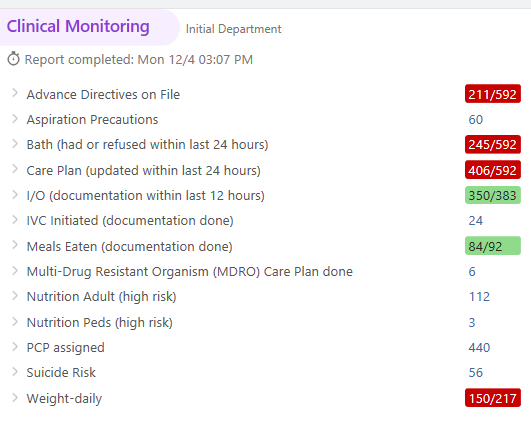 Clinical Monitoring Initial Department
Report completed: Mon 12/4 03:07 PM
Advance Directives on File 211/592
Aspiration Precautions 60
Bath (had or refused within last 24 hours) 245/592
Care Plan (updated within last 24 hours) 406/592
I/O (documentation within last 12 hours) 350/383
IVC Initiated (documentation done) 24
Meals Eaten (documentation done) 84/92
Multi-Drug Resistant Organism (MDRO) Care Plan done 6
Nutrition Adult (high risk) 112
Nutrition Peds (high risk) 3
PCP assigned 440
Suicide Risk 56
Weight-daily 150/217